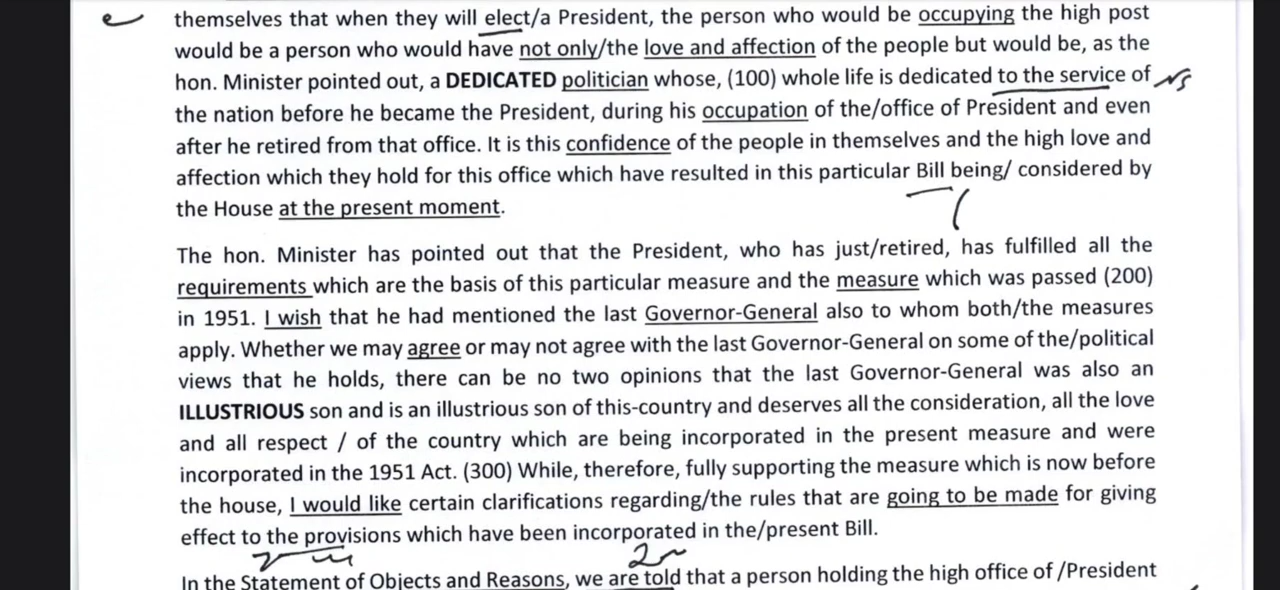 themselves that when they will elect/a President, the person who would be occupying the high post
would be a person who would have not only/the love and affection of the people but would be, as the
hon. Minister pointed out, a DEDICATED politician whose, (100) whole life is dedicated to the service of
the nation before he became the President, during his occupation of the/office of President and even
after he retired from that office. It is this confidence of the people in themselves and the high love and
affection which they hold for this office which have resulted in this particular Bill being/ considered by
the House at the present moment.
The hon. Minister has pointed out that the President, who has just/retired, has fulfilled all the
requirements which are the basis of this particular measure and the measure which was passed (200)
in 1951. I wish that he had mentioned the last Governor-General also to whom both/the measures
apply. Whether we may agree or may not agree with the last Governor-General on some of the/political
views that he holds, there can be no two opinions that the last Governor-General was also an
ILLUSTRIOUS son and is an illustrious son of this-country and deserves all the consideration, all the love
and all respect / of the country which are being incorporated in the present measure and were
incorporated in the 1951 Act. (300) While, therefore, fully supporting the measure which is now before
the house, I would like certain clarifications regarding/the rules that are going to be made for giving
effect to the provisions which have been incorporated in the/present Bill.
In the Statement of Objects and Reasons, we are told that a person holding the high office of /President